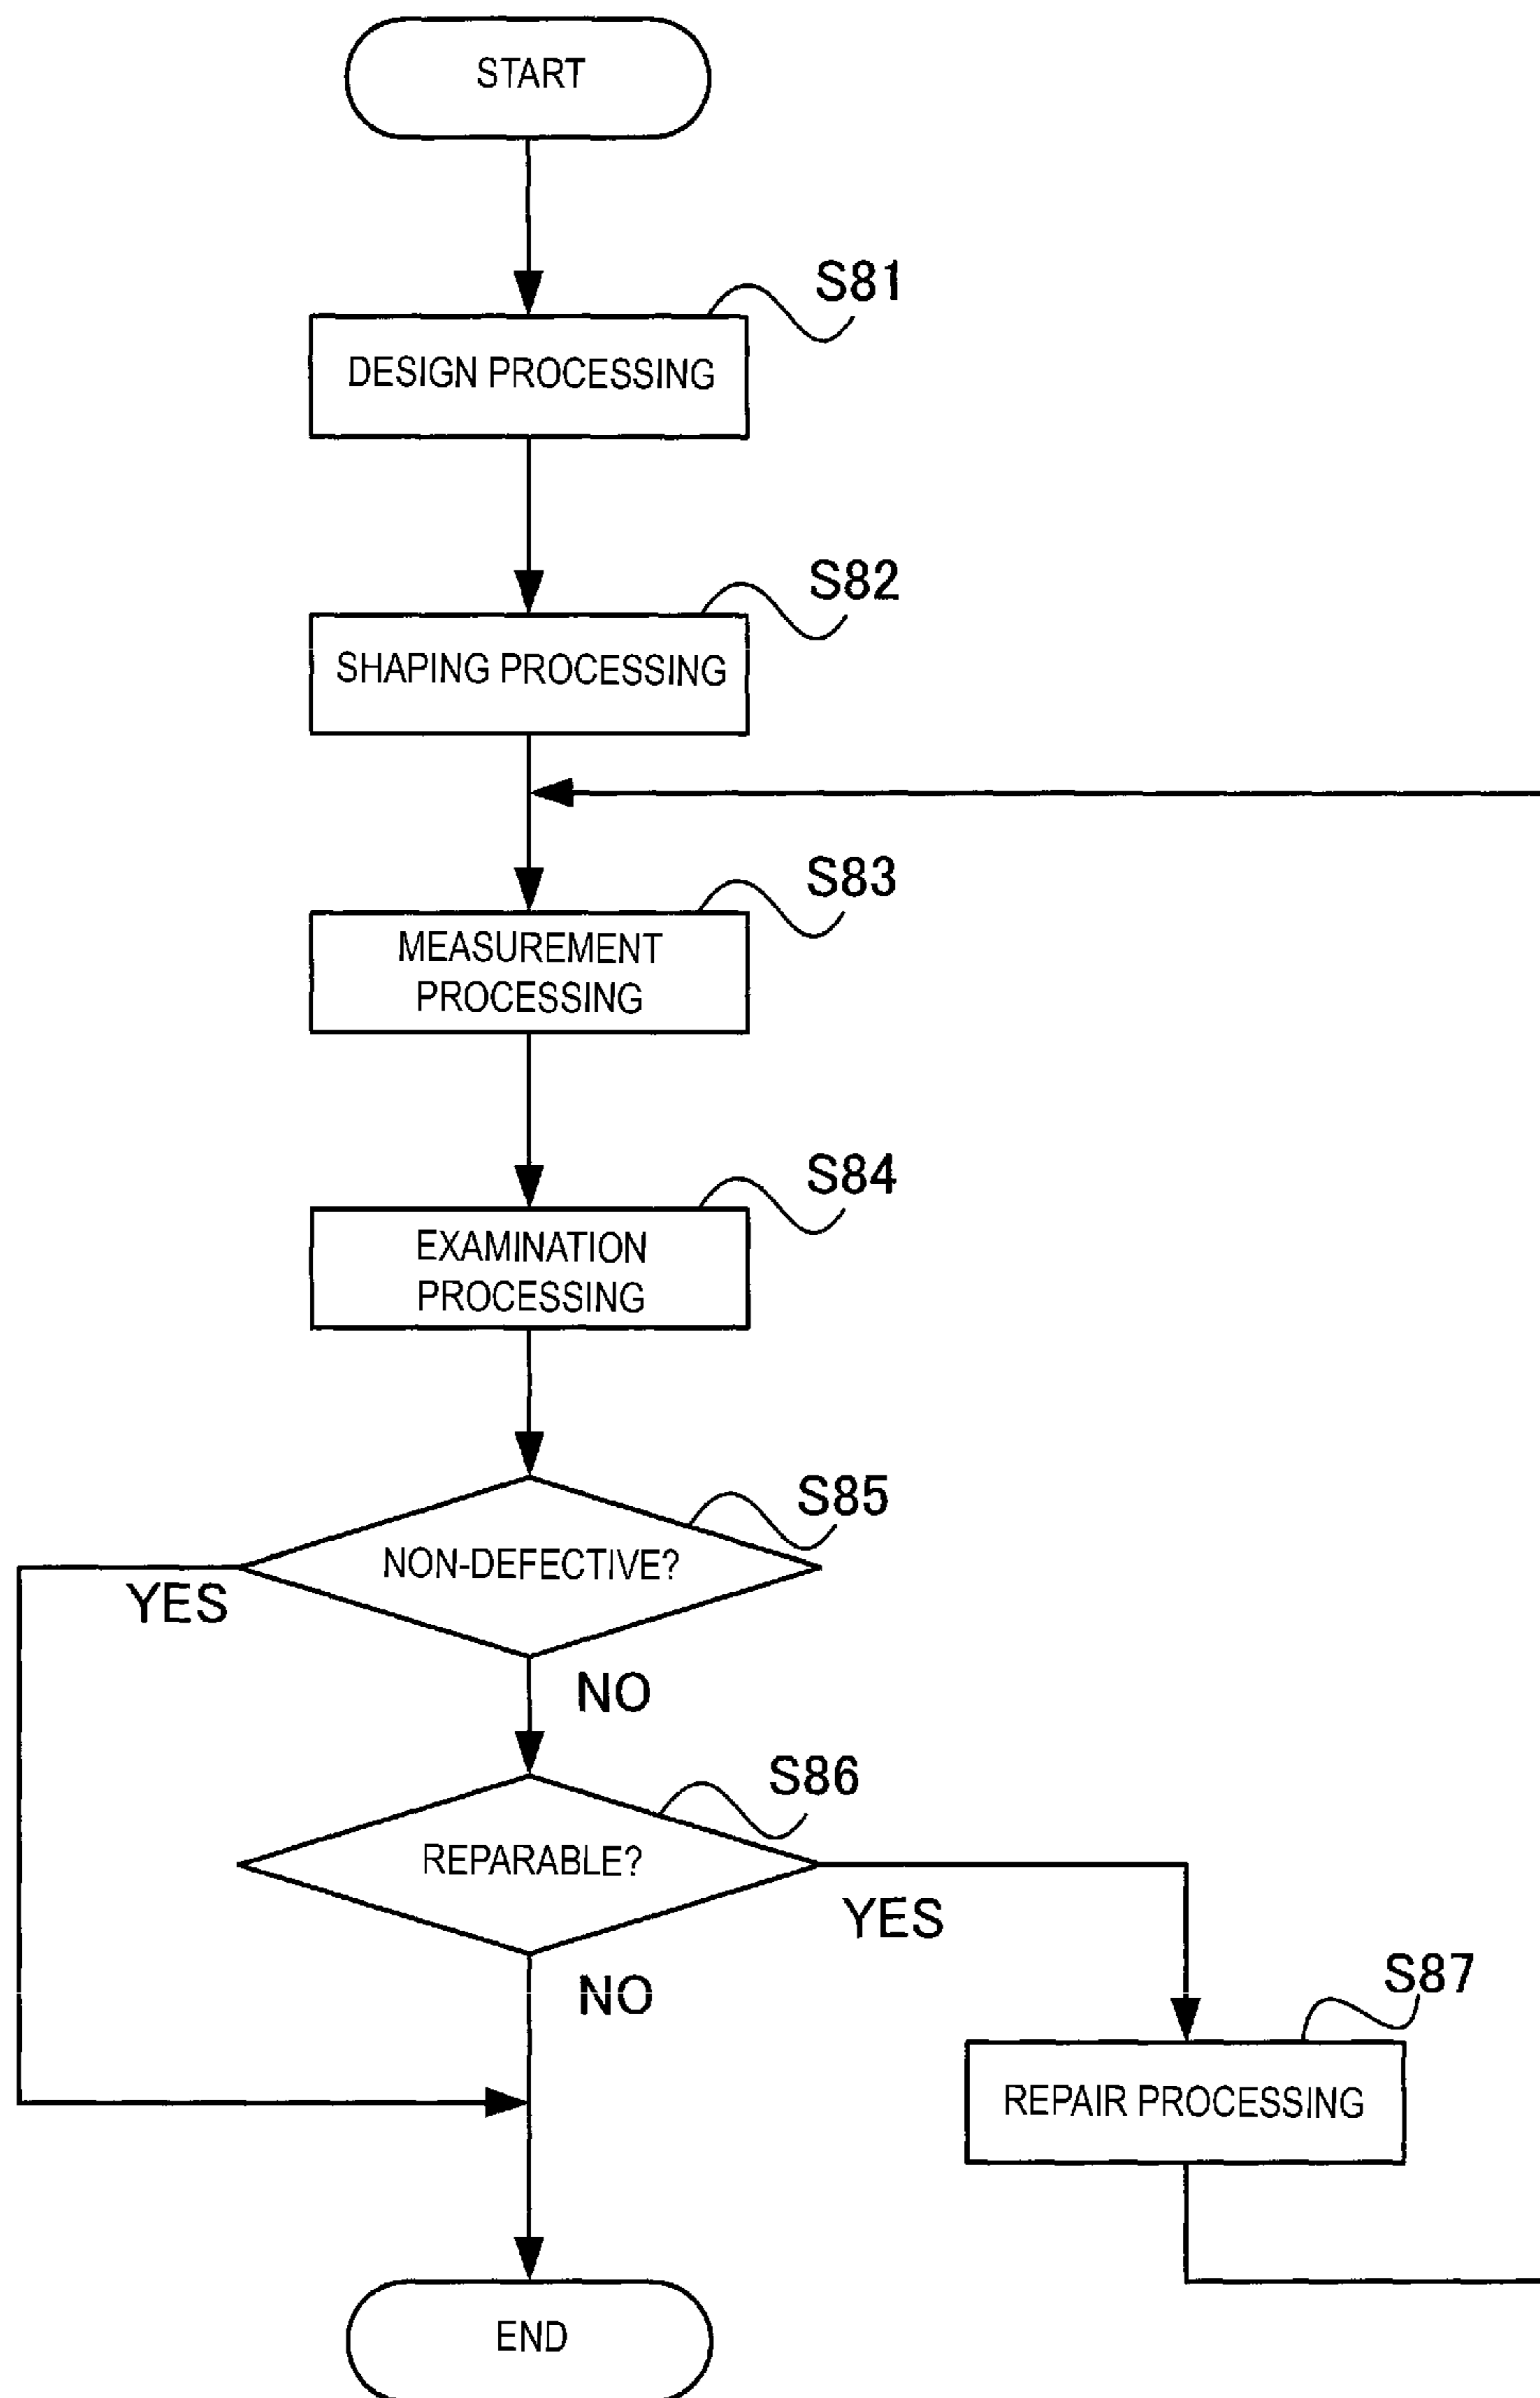 START
S81
DESIGN PROCESSING
S82
SHAPING PROCESSING
S83
MEASUREMENT
PROCESSING
S84
EXAMINATION
PROCESSING
S85
NON-DEFECTIVE?
YES
NO
S86
REPARABLE?
YES
NO
S87
REPAIR PROCESSING
END